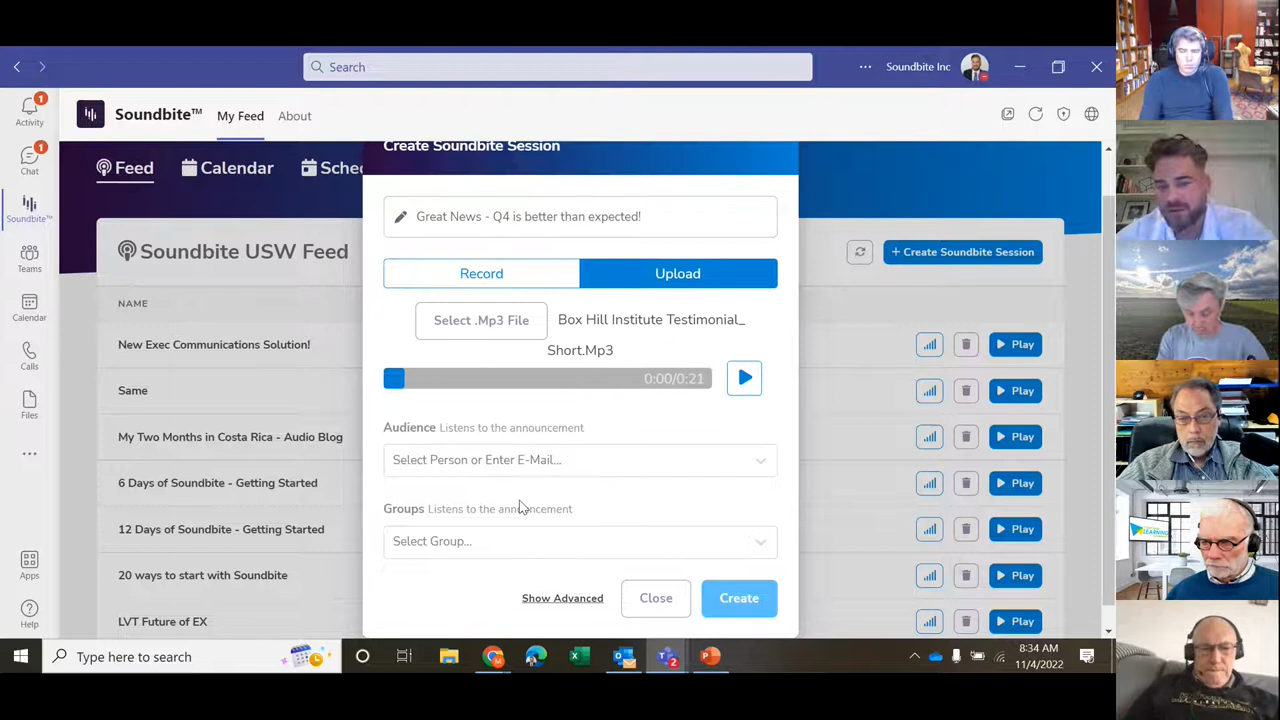 Search
Soundbite Inc
1
Activity
Soundbite™
My Feed
About
1
Chat
Create Soundbite Session
Feed
Calendar
Sche
Soundbite™
Great News - Q4 is better than expected!
Teams
Soundbite USW Feed
+ Create Soundbite Session
Record
Upload
NAME
Calendar
Select .Mp3 File
Box Hill Institute Testimonial_
Short.Mp3
New Exec Communications Solution!
Play
Calls
0:00/0:21
Same
Play
Files
Audience Listens to the announcement
My Two Months in Costa Rica - Audio Blog
Play
Select Person or Enter E-Mail...
6 Days of Soundbite - Getting Started
Play
Groups Listens to the announcement
12 Days of Soundbite - Getting Started
Play
Select Group...
Apps
20 ways to start with Soundbite
Play
Show Advanced
Close
Create
Help
LVT Future of EX
Play
Type here to search
2
8:34 AM
11/4/2022
LEARNING